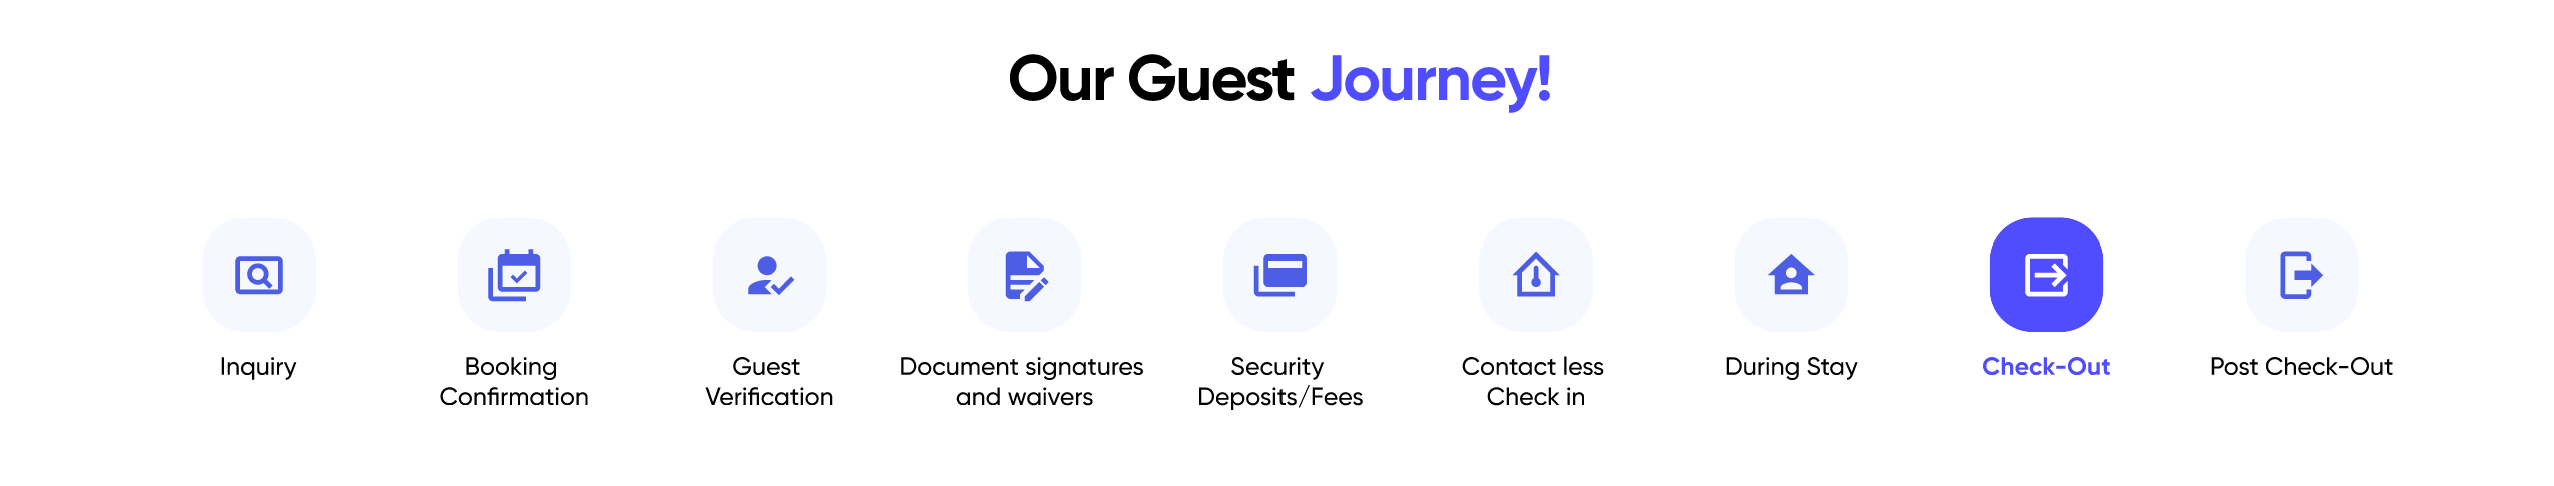 Our Guest Journey!
Inquiry
Booking
Confirmation
Guest
Verification
Document signatures
and waivers
Security
Deposits/Fees
Contact less
Check in
During Stay
Check-Out
Post Check-Out